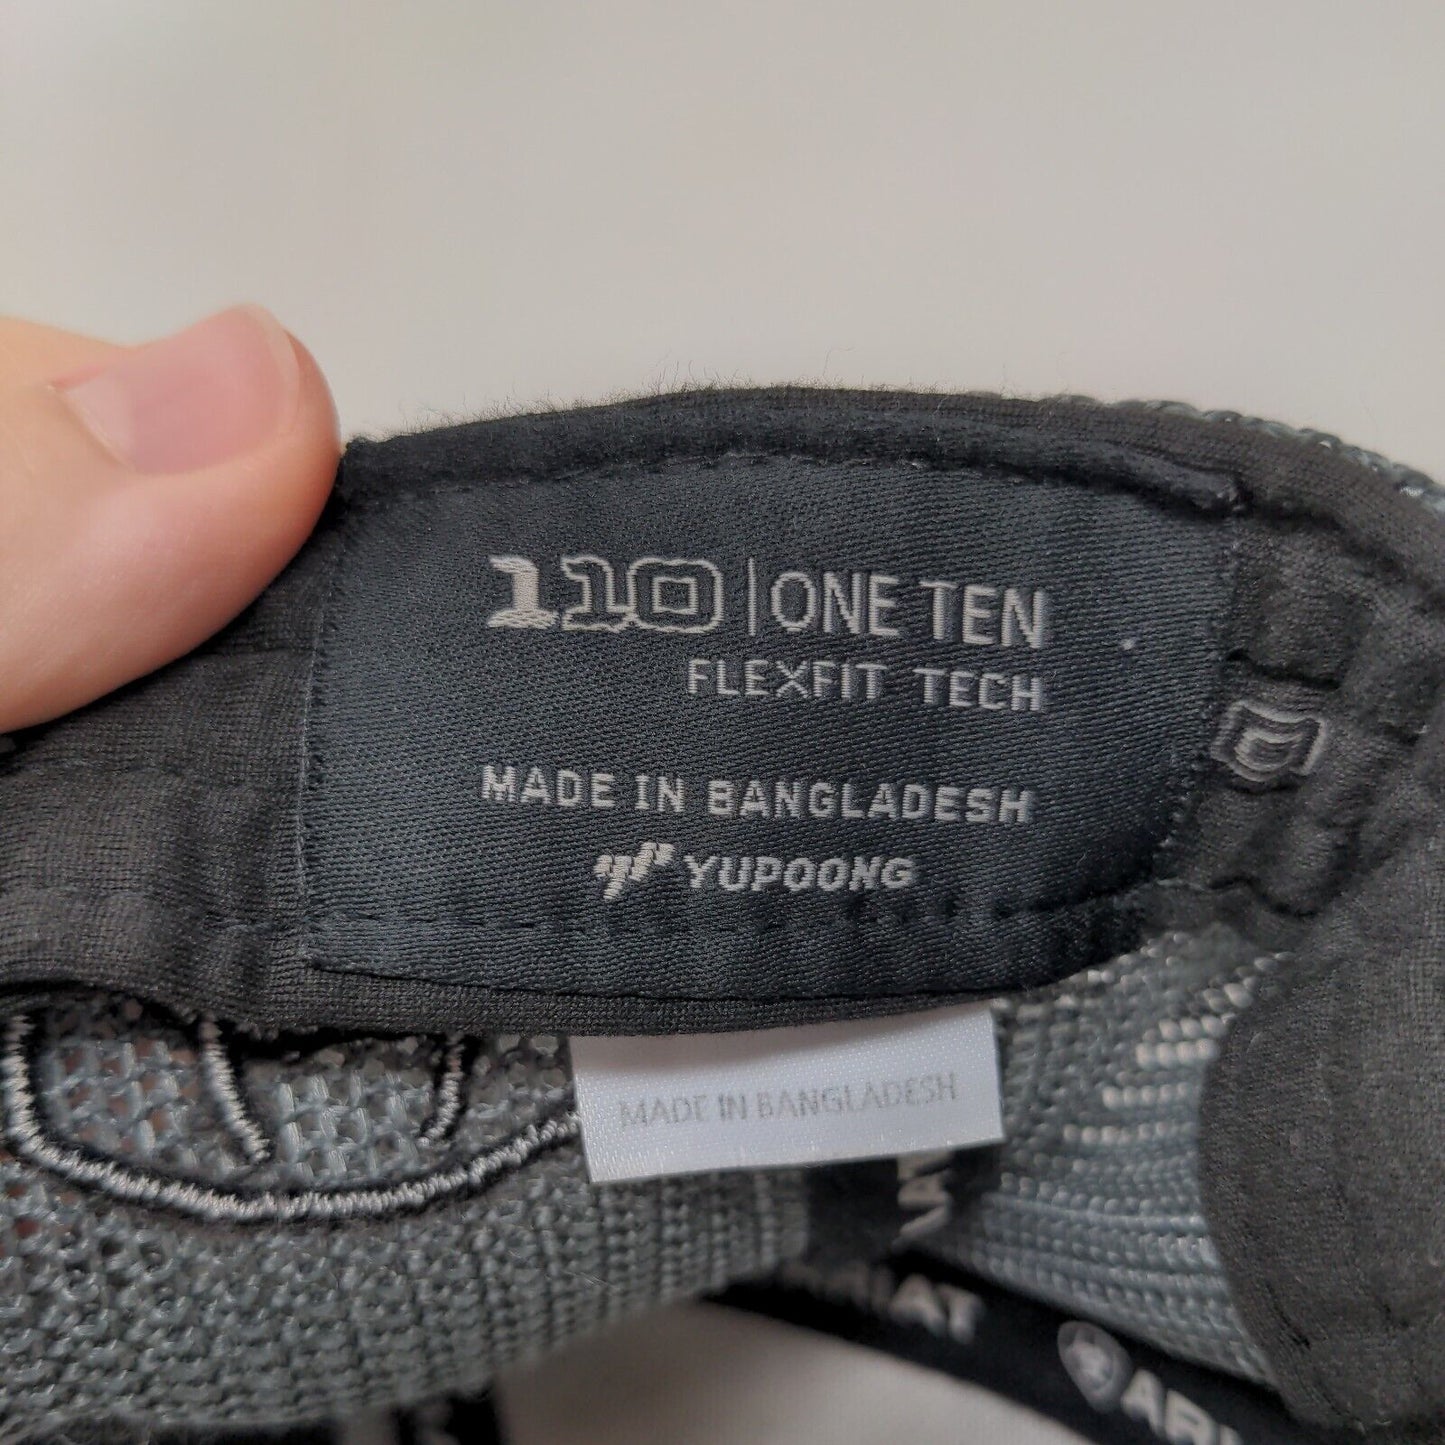 110 | ONE TEN
FLEXFIT TECH
MADE IN BANGLADESH
YUPOONG
MADE IN BANGLADESH